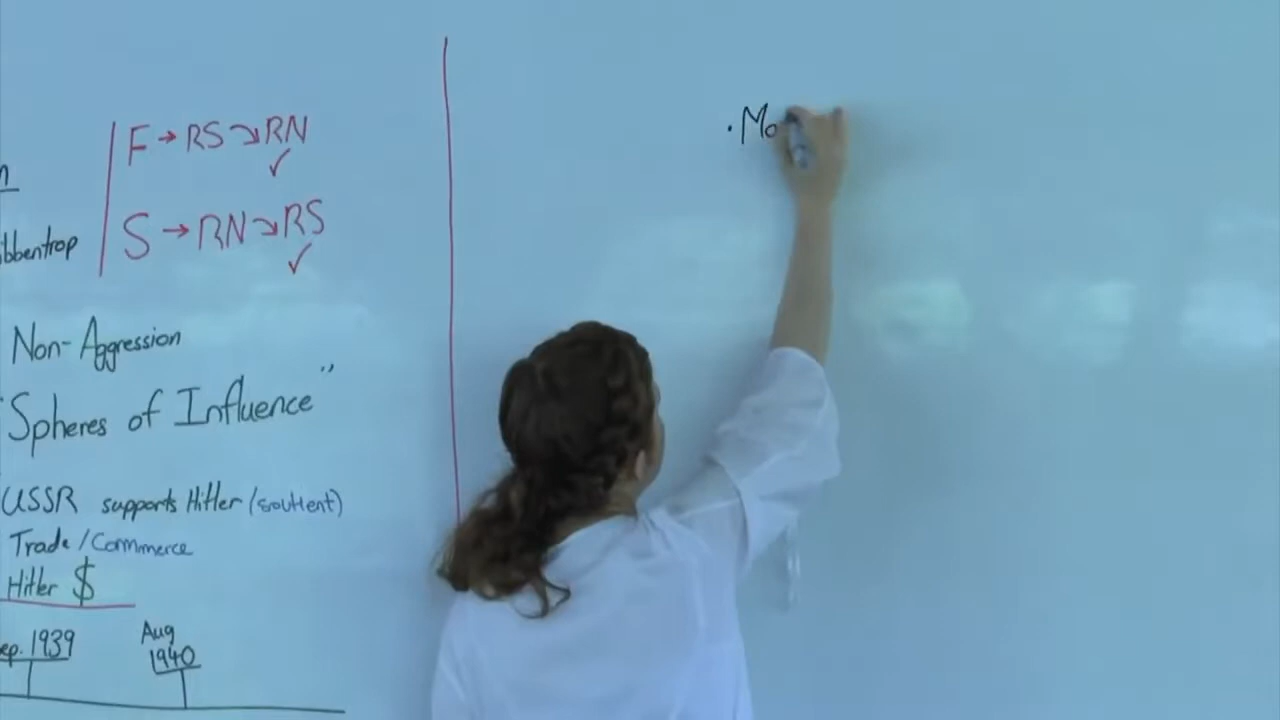 F → RS ↘ RN
✓
S → RN ↘ RS
✓
ibbentrop
Non-Aggression
"Spheres of Influence"
USSR supports Hitler (soutient)
Trade/Commerce
Hitler $
ep. 1939
Aug
1940
· Mo